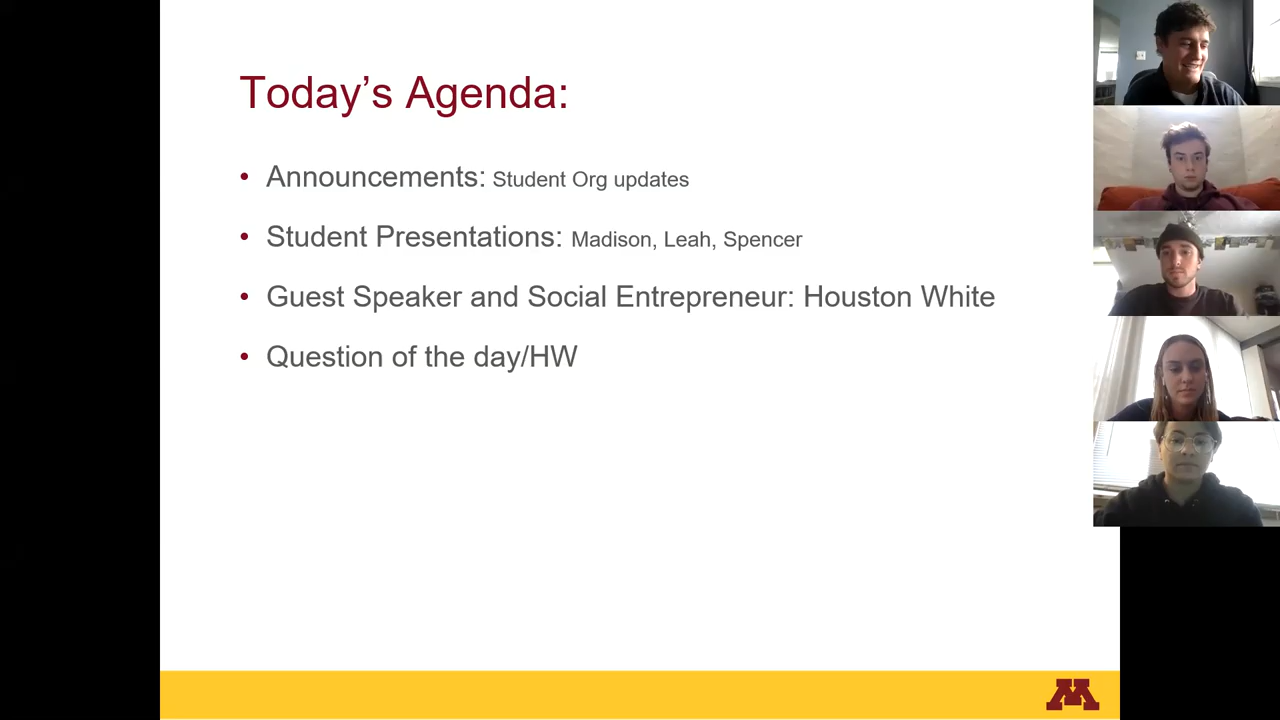 Today’s Agenda:
• Announcements: Student Org updates
• Student Presentations: Madison, Leah, Spencer
• Guest Speaker and Social Entrepreneur: Houston White
• Question of the day/HW
M